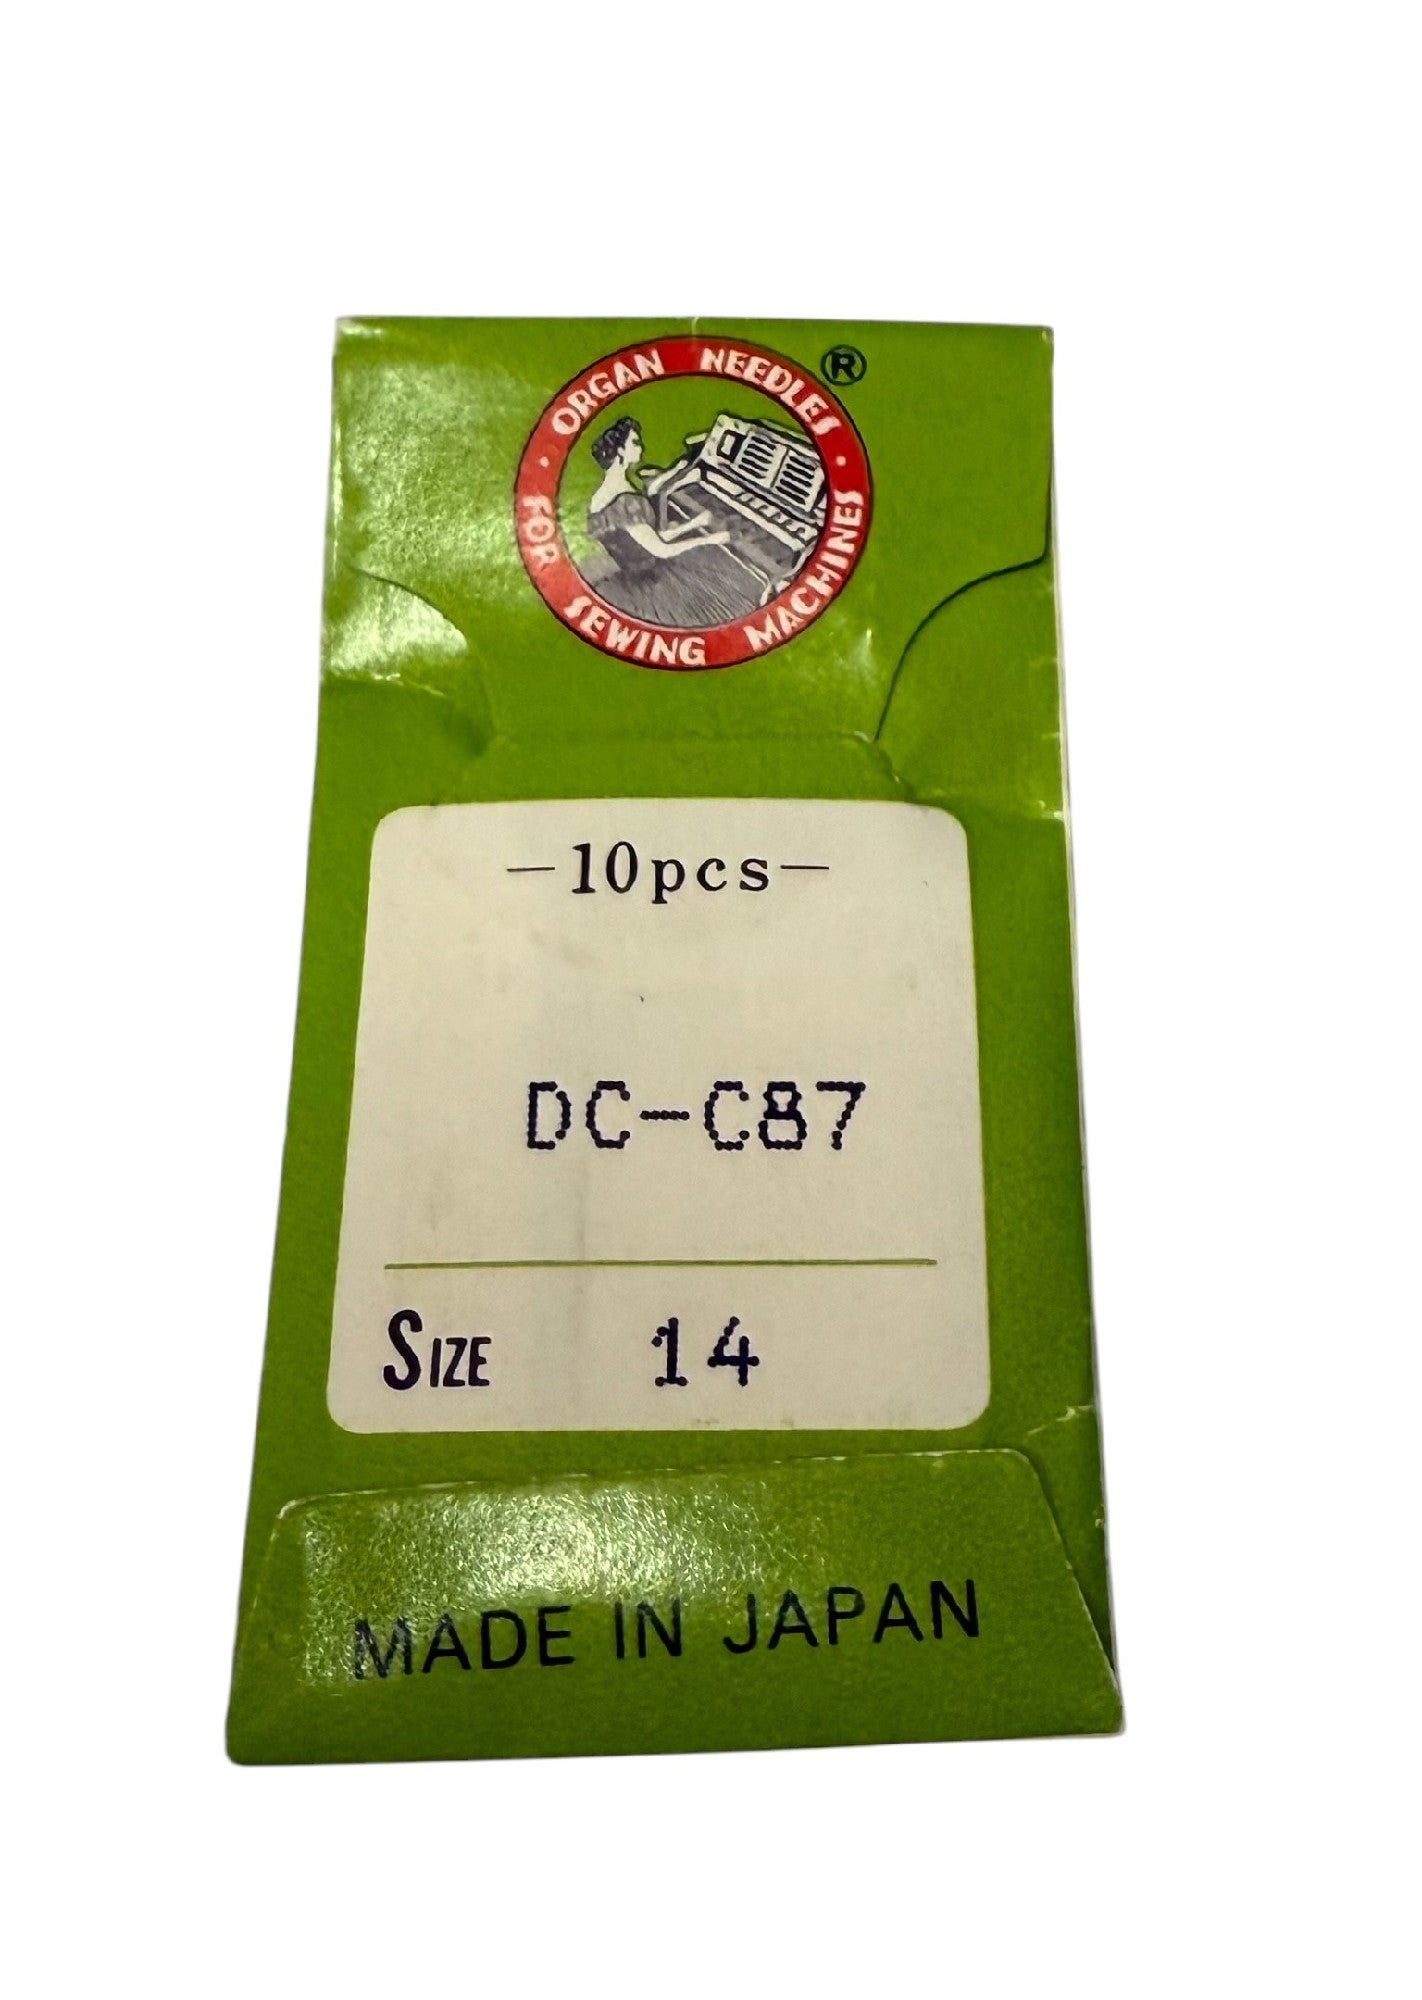 ORGAN NEEDLES ®
· FOR SEWING MACHINES ·
—10pcs—
DC-C87
SIZE 14
MADE IN JAPAN